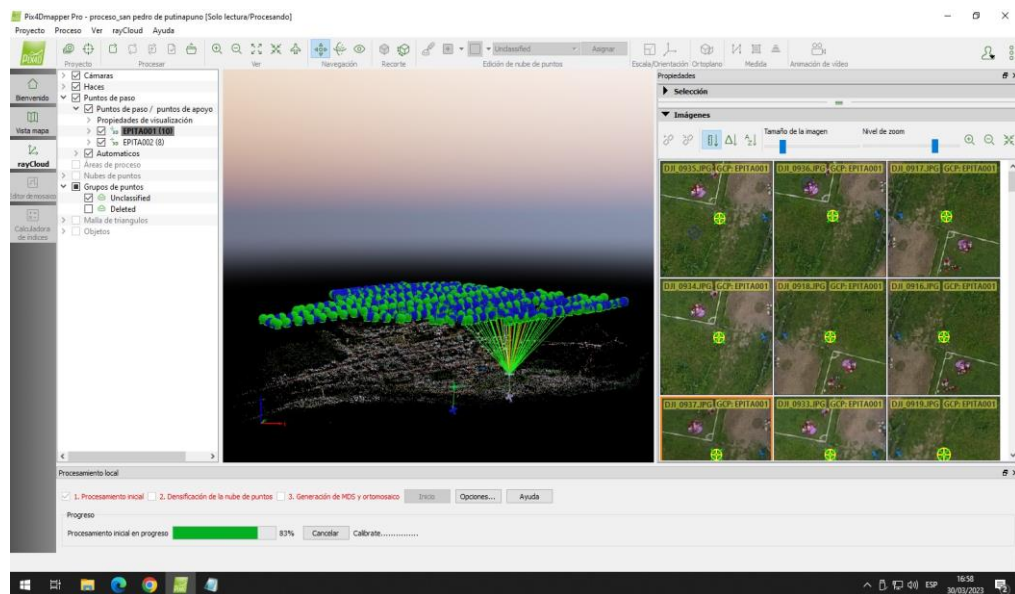 Pix4Dmapper Pro - proceso_san pedro de putinapuno [Solo lectura/Procesando]
Proyecto Proceso Ver rayCloud Ayuda
PIX4D
Proyecto Procesar Ver Navegación Recorte Edición de nube de puntos Escala/Orientación Ortoplano Medida Animación de vídeo
Unclassified Asignar
Bienvenido
Vista mapa
rayCloud
Editor de mosaico
Calculadora de índices
Cámaras
Haces
Puntos de paso
Puntos de paso / puntos de apoyo
Propiedades de visualización
EPITA001 (10)
EPITA002 (8)
Automaticos
Áreas de proceso
Nubes de puntos
Grupos de puntos
Unclassified
Deleted
Malla de triangulos
Objetos
Propiedades
Selección
Imágenes
Tamaño de la imagen Nivel de zoom
DJI_0935.JPG GCP: EPITA001 DJI_0936.JPG GCP: EPITA001 DJI_0917.JPG GCP: EPITA001
DJI_0934.JPG GCP: EPITA001 DJI_0918.JPG GCP: EPITA001 DJI_0916.JPG GCP: EPITA001
DJI_0937.JPG GCP: EPITA001 DJI_0933.JPG GCP: EPITA001 DJI_0919.JPG GCP: EPITA001
Procesamiento local
1. Procesamiento inicial 2. Densificación de la nube de puntos 3. Generación de MDS y ortomosaico Inicio Opciones... Ayuda
Progreso
Procesamiento inicial en progreso 83% Cancelar Calibrate...............
ESP
16:58
30/03/2023
2